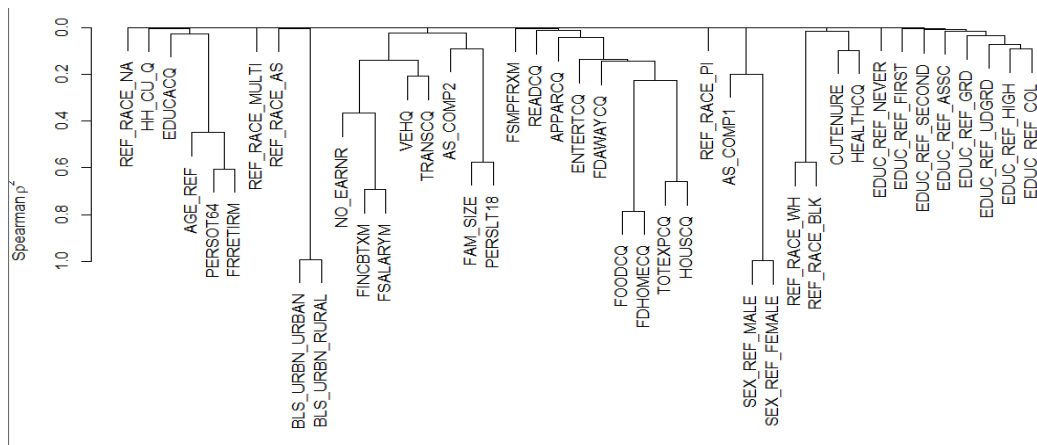 Spearman ρ²
0.0
0.2
0.4
0.6
0.8
1.0
REF_RACE_NA
HH_CU_Q
EDUCACQ
AGE_REF
PERSOT64
FRRETIRM
REF_RACE_MULTI
REF_RACE_AS
BLS_URBN_URBAN
BLS_URBN_RURAL
NO_EARNR
FINCBTXM
FSALARYM
VEHQ
TRANSCQ
AS_COMP2
FAM_SIZE
PERSLT18
FSMPFRXM
READCQ
APPARCQ
ENTERTCQ
FDAWAYCQ
FOODCQ
FDHOMECQ
TOTEXPCQ
HOUSCQ
REF_RACE_PI
AS_COMP1
SEX_REF_MALE
SEX_REF_FEMALE
REF_RACE_WH
REF_RACE_BLK
CUTENURE
HEALTHCQ
EDUC_REF_NEVER
EDUC_REF_FIRST
EDUC_REF_SECOND
EDUC_REF_ASSC
EDUC_REF_GRD
EDUC_REF_UDGRD
EDUC_REF_HIGH
EDUC_REF_COL